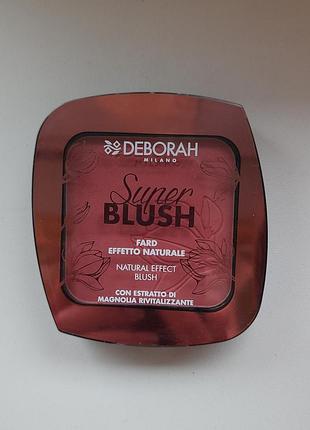 DEBORAH
MILANO
Super
BLUSH
FARD
EFFETTO NATURALE
NATURAL EFFECT
BLUSH
CON ESTRATTO DI
MAGNOLIA RIVITALIZZANTE